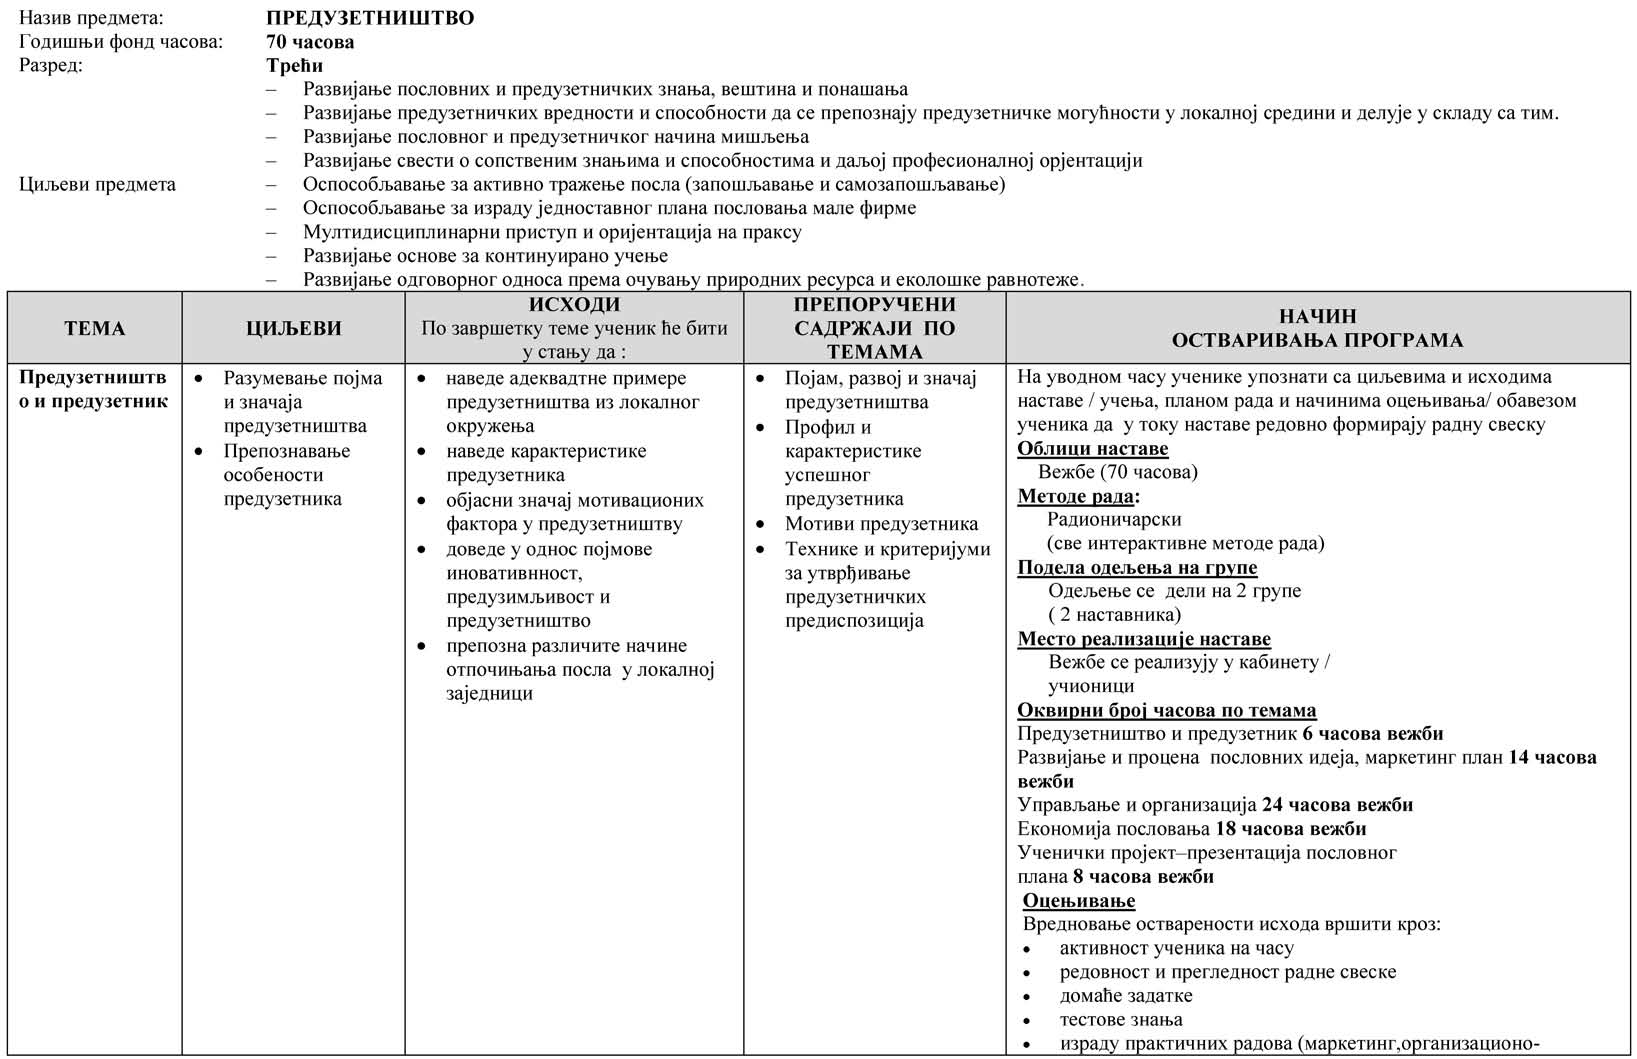 Назив предмета: ПРЕДУЗЕТНИШТВО
Годишњи фонд часова: 70 часова
Разред: Трећи
– Развијање пословних и предузетничких знања, вештина и понашања
– Развијање предузетничких вредности и способности да се препознају предузетничке могућности у локалној средини и делује у складу са тим.
– Развијање пословног и предузетничког начина мишљења
– Развијање свести о сопственим знањима и способностима и даљој професионалној орјентацији
Циљеви предмета – Оспособљавање за активно тражење посла (запошљавање и самозапошљавање)
– Оспособљавање за израду једноставног плана пословања мале фирме
– Мултидисциплинарни приступ и оријентација на праксу
– Развијање основе за континуирано учење
– Развијање одговорног односа према очувању природних ресурса и еколошке равнотеже.
ТЕМА
ЦИЉЕВИ
ИСХОДИ
По завршетку теме ученик ће бити
у стању да :
ПРЕПОРУЧЕНИ
САДРЖАЈИ ПО
ТЕМАМА
НАЧИН
ОСТВАРИВАЊА ПРОГРАМА
Предузетништв
о и предузетник
• Разумевање појма
и значаја
предузетништва
• Препознавање
особености
предузетника
• наведе адеквадтне примере
предузетништва из локалног
окружења
• наведе карактеристике
предузетника
• објасни значај мотивационих
фактора у предузетништву
• доведе у однос појмове
иновативнност,
предузимљивост и
предузетништво
• препозна различите начине
отпочињања посла у локалној
заједници
• Појам, развој и значај
предузетништва
• Профил и
карактеристике
успешног
предузетника
• Мотиви предузетника
• Технике и критеријуми
за утврђивање
предузетничких
предиспозиција
На уводном часу ученике упознати са циљевима и исходима
наставе / учења, планом рада и начинима оцењивања/ обавезом
ученика да у току наставе редовно формирају радну свеску
Облици наставе
Вежбе (70 часова)
Методе рада:
Радионичарски
(све интерактивне методе рада)
Подела одељења на групе
Одељење се дели на 2 групе
( 2 наставника)
Место реализације наставе
Вежбе се реализују у кабинету /
учионици
Оквирни број часова по темама
Предузетништво и предузетник 6 часова вежби
Развијање и процена пословних идеја, маркетинг план 14 часова
вежби
Управљање и организација 24 часова вежби
Економија пословања 18 часова вежби
Ученички пројект–презентација пословног
плана 8 часова вежби
Оцењивање
Вредновање остварености исхода вршити кроз:
• активност ученика на часу
• редовност и прегледност радне свеске
• домаће задатке
• тестове знања
• израду практичних радова (маркетинг,организационо-